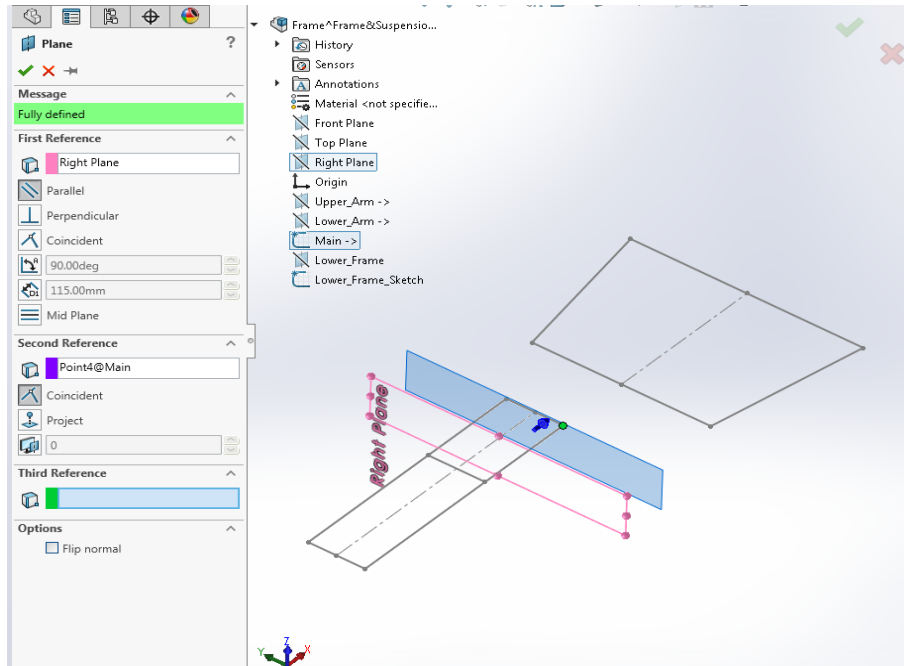 Plane
?
Message
Fully defined
First Reference
Right Plane
Parallel
Perpendicular
Coincident
90.00deg
115.00mm
Mid Plane
Second Reference
Point4@Main
Coincident
Project
0
Third Reference
Options
Flip normal
Frame^Frame&Suspensio...
History
Sensors
Annotations
Material <not specifie...
Front Plane
Top Plane
Right Plane
Origin
Upper_Arm ->
Lower_Arm ->
Main ->
Lower_Frame
Lower_Frame_Sketch
Right Plane
Z
Y
X